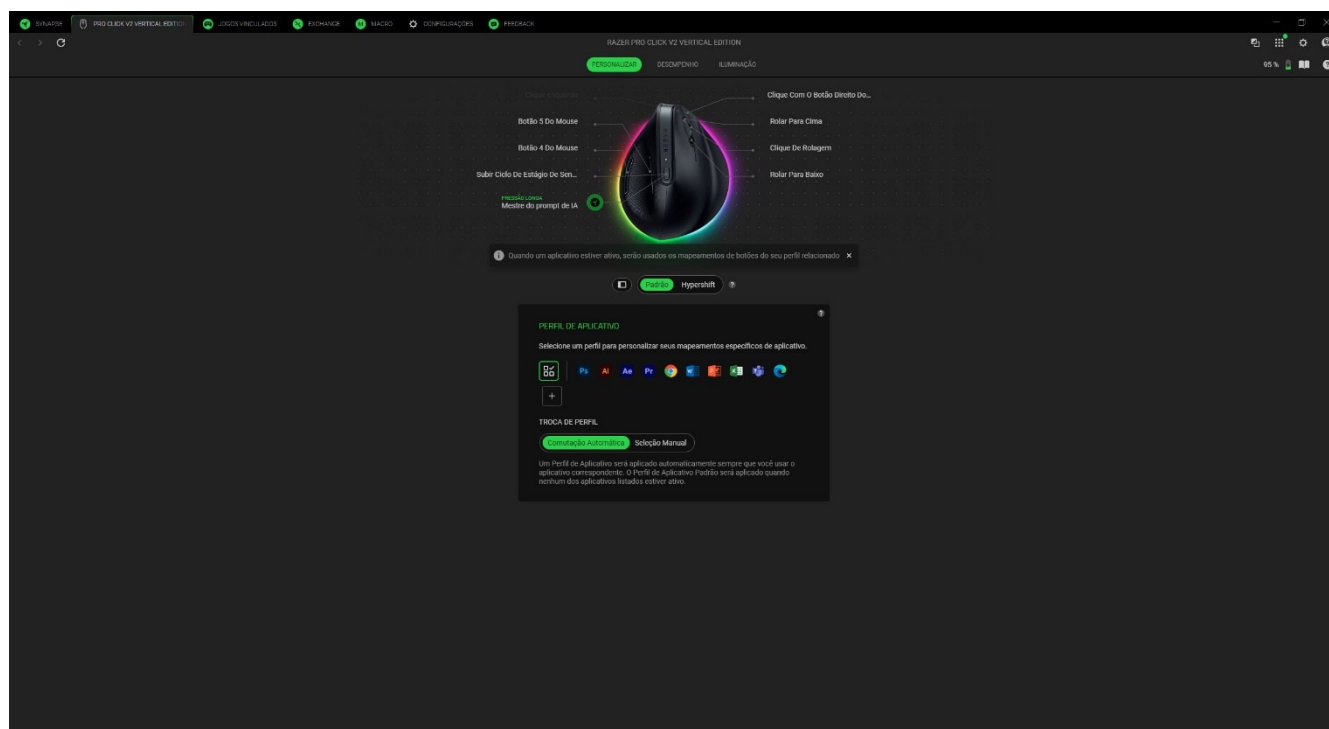 SYNAPSE
PRO CLICK V2 VERTICAL EDITIO
JOGOS VINCULADOS
EXCHANGE
MACRO
CONFIGURAÇÕES
FEEDBACK
RAZER PRO CLICK V2 VERTICAL EDITION
PERSONALIZAR
DESEMPENHO
ILUMINAÇÃO
95 %
Clique Com O Botão Direito Do...
Botão 5 Do Mouse
Rolar Para Cima
Botão 4 Do Mouse
Clique De Rolagem
Subir Ciclo De Estágio De Sen...
Rolar Para Baixo
PRESSÃO LONGA
Mestre do prompt de IA
Quando um aplicativo estiver ativo, serão usados os mapeamentos de botões do seu perfil relacionado
Padrão
Hypershift
PERFIL DE APLICATIVO
Selecione um perfil para personalizar seus mapeamentos específicos de aplicativo.
Ps
Ai
Ae
Pr
TROCA DE PERFIL
Comutação Automática
Seleção Manual
Um Perfil de Aplicativo será aplicado automaticamente sempre que você usar o
aplicativo correspondente. O Perfil de Aplicativo Padrão será aplicado quando
nenhum dos aplicativos listados estiver ativo.